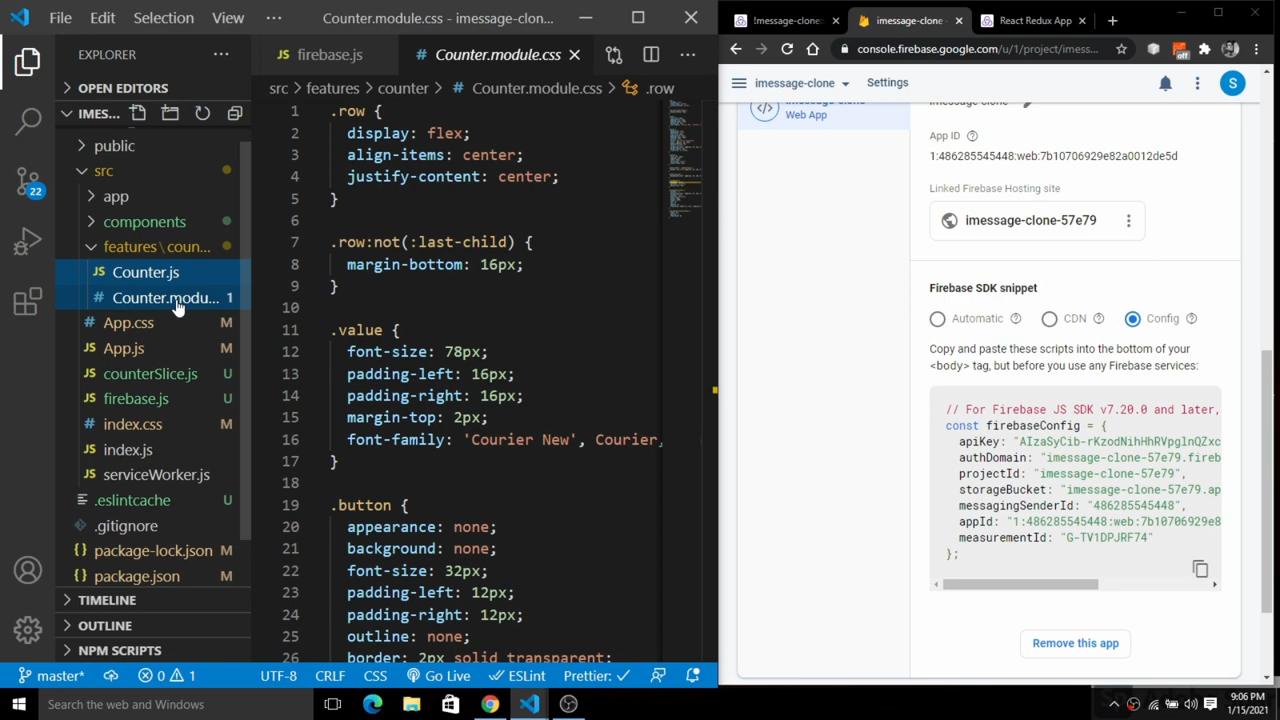 File Edit Selection View ··· Counter.module.css - imessage-clon...
EXPLORER
public
src
app
components
features\coun...
Counter.js
Counter.modu... 1
App.css M
App.js M
counterSlice.js U
firebase.js U
index.css M
index.js
serviceWorker.js
.eslintcache U
.gitignore
package-lock.json M
package.json M
TIMELINE
OUTLINE
NPM SCRIPTS
22
firebase.js
Counter.module.css
src > features > counter > # Counter.module.css > .row
1 .row {
2 display: flex;
3 align-items: center;
4 justify-content: center;
5 }
6
7 .row:not(:last-child) {
8 margin-bottom: 16px;
9 }
10
11 .value {
12 font-size: 78px;
13 padding-left: 16px;
14 padding-right: 16px;
15 margin-top: 2px;
16 font-family: 'Courier New', Courier,
17 }
18
19 .button {
20 appearance: none;
21 background: none;
22 font-size: 32px;
23 padding-left: 12px;
24 padding-right: 12px;
25 outline: none;
26 border: 2px solid transparent;
master* 0 1 UTF-8 CRLF CSS Go Live ESLint Prettier: ✓
!message-clone:
imessage-clone
React Redux App
console.firebase.google.com/u/1/project/imess...
off
imessage-clone Settings
S
Web App
App ID
1:486285545448:web:7b10706929e82a0012de5d
Linked Firebase Hosting site
imessage-clone-57e79
Firebase SDK snippet
Automatic CDN Config
Copy and paste these scripts into the bottom of your
<body> tag, but before you use any Firebase services:
// For Firebase JS SDK v7.20.0 and later,
const firebaseConfig = {
apiKey: "AIzaSyCib-rKzodNihHhRVpglnQZxc
authDomain: "imessage-clone-57e79.fireb
projectId: "imessage-clone-57e79",
storageBucket: "imessage-clone-57e79.ap
messagingSenderId: "486285545448",
appId: "1:486285545448:web:7b10706929e8
measurementId: "G-TV1DPJRF74"
};
Remove this app
Search the web and Windows
9:06 PM
1/15/2021